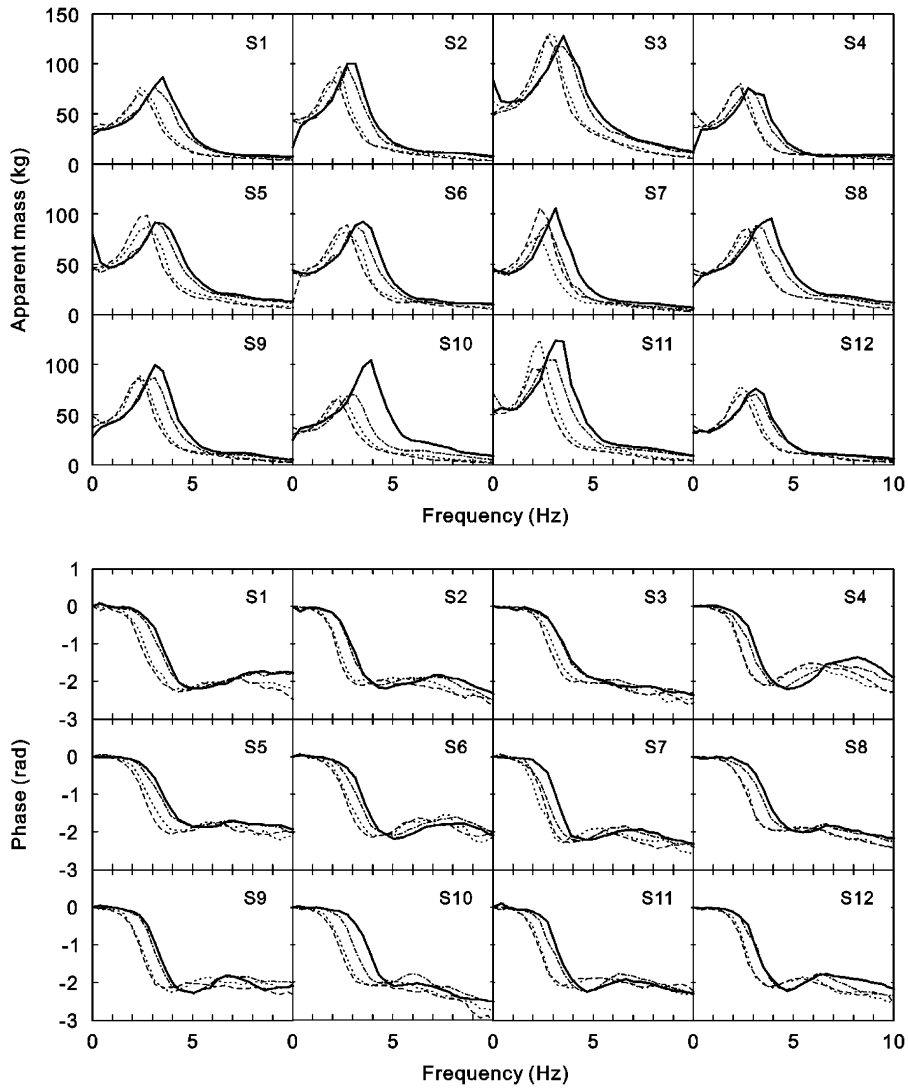 150
100
50
0
S1
S2
S3
S4
100
50
0
S5
S6
S7
S8
100
50
0
S9
S10
S11
S12
Apparent mass (kg)
0 5 0 5 0 5 0 5 10
Frequency (Hz)
1
0
-1
-2
-3
S1
S2
S3
S4
0
-1
-2
-3
S5
S6
S7
S8
0
-1
-2
-3
S9
S10
S11
S12
Phase (rad)
0 5 0 5 0 5 0 5 10
Frequency (Hz)